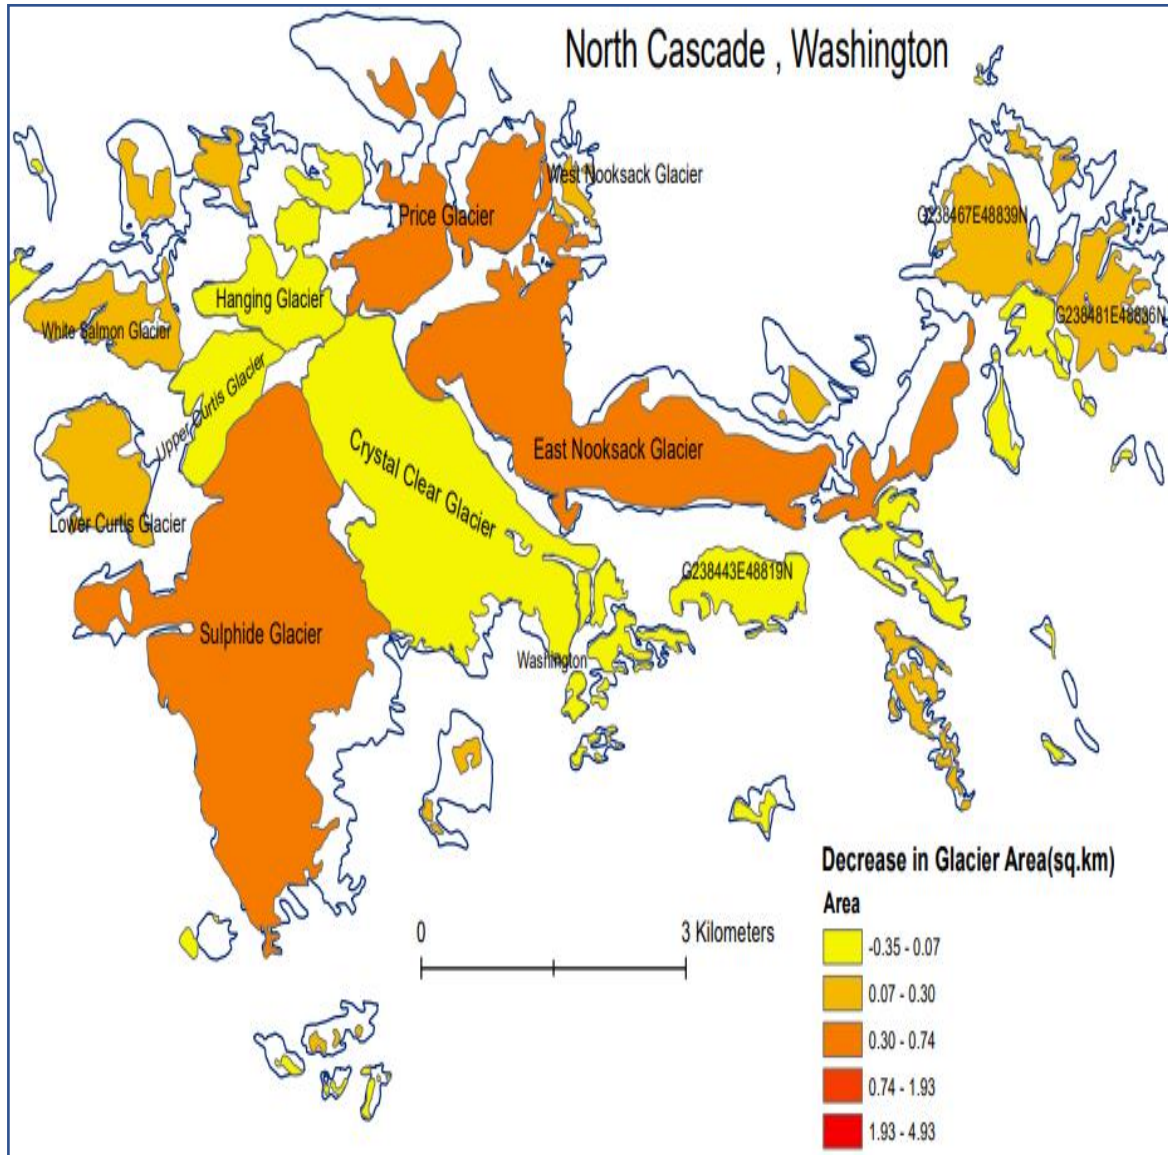 North Cascade , Washington
West Nooksack Glacier
Price Glacier
G238467E48839N
Hanging Glacier
White Salmon Glacier
G238481E48836N
Upper Curtis Glacier
Crystal Clear Glacier
East Nooksack Glacier
Lower Curtis Glacier
G238443E48819N
Sulphide Glacier
Washington
Decrease in Glacier Area(sq.km)
Area
-0.35 - 0.07
0.07 - 0.30
0.30 - 0.74
0.74 - 1.93
1.93 - 4.93
0
3 Kilometers